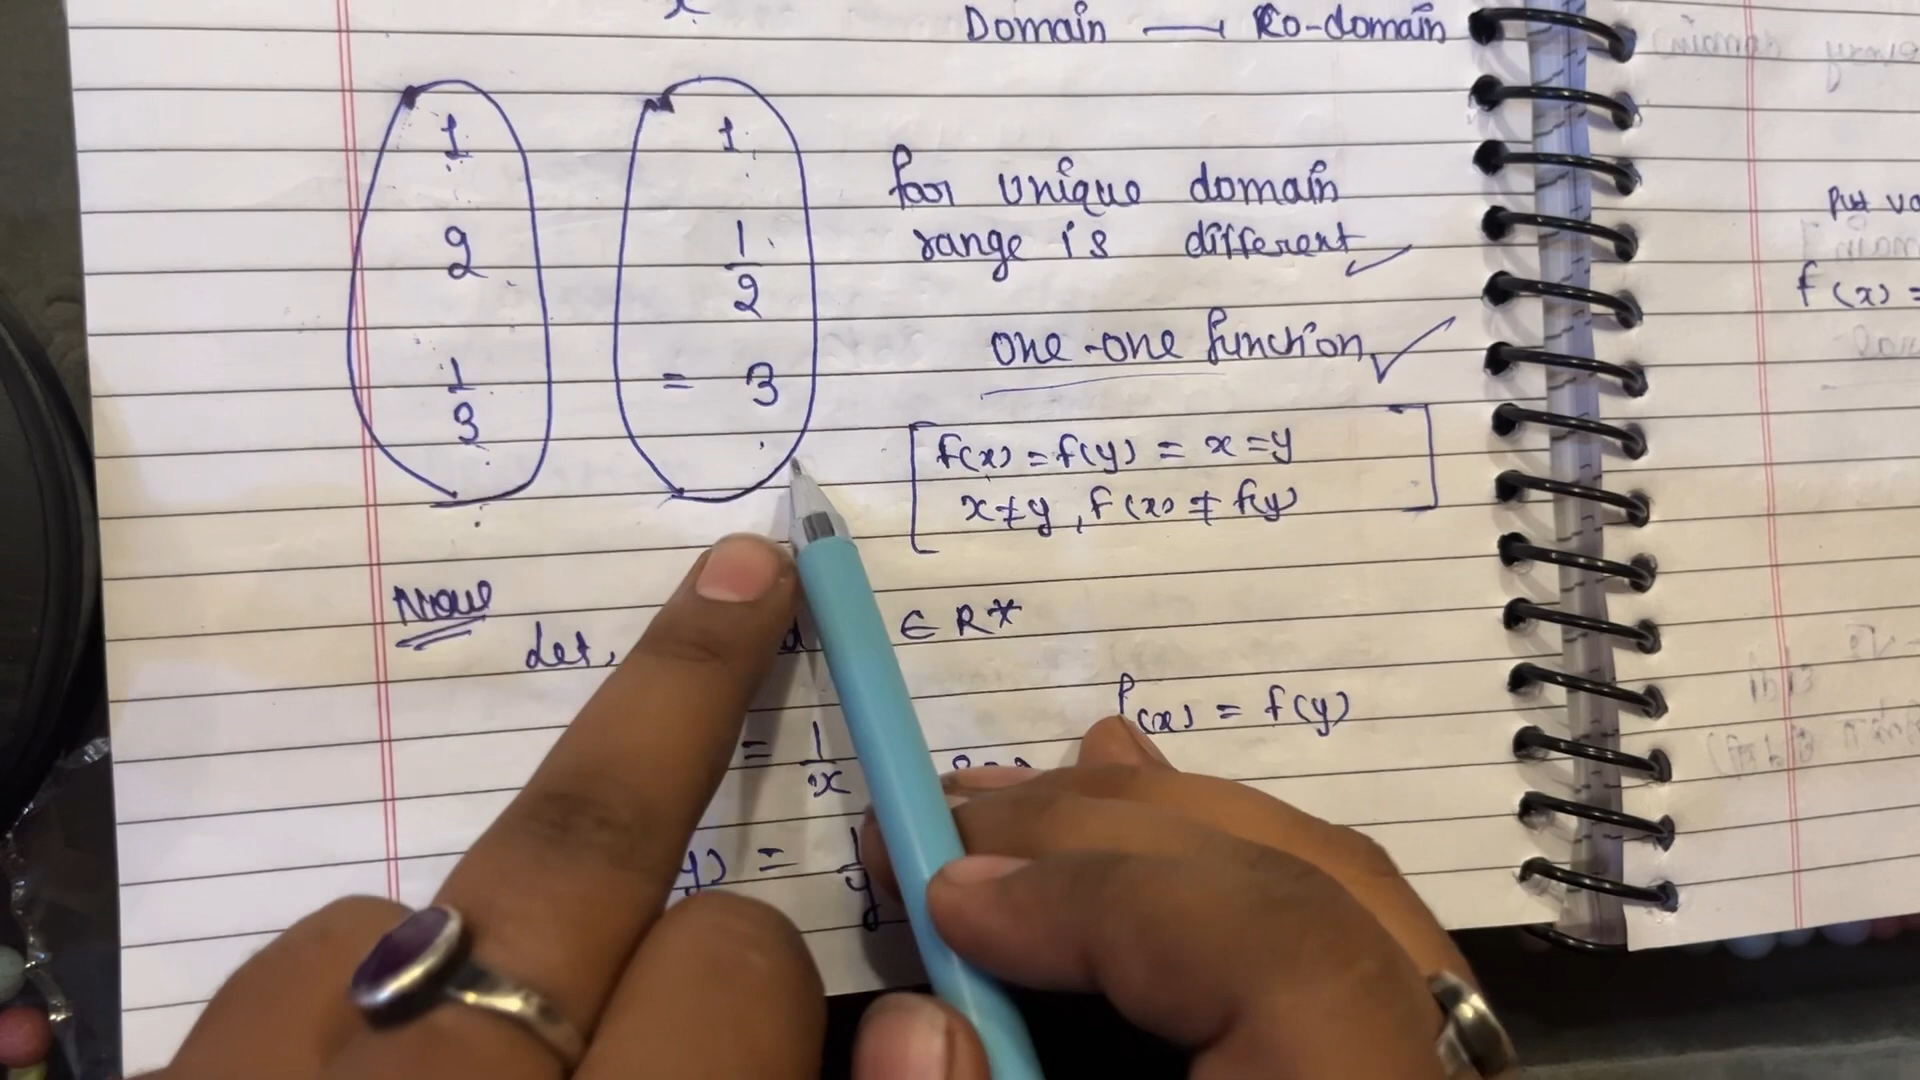 x
Domain → Co-domain
1 1
2 1/2
1/3 = 3
for unique domain
range is different ✓
one-one function ✓
f(x) = f(y) = x = y
x ≠ y, f(x) ≠ f(y)
Now
Let, ∈ R*
f(x) = f(y)
= 1/x
y) = 1/y
Put
f(x) =